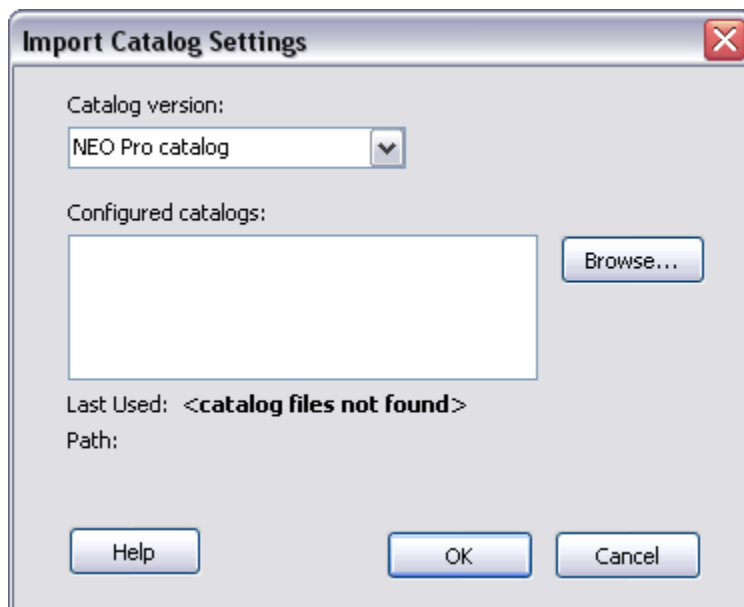 Import Catalog Settings
Catalog version:
NEO Pro catalog
Configured catalogs:
Browse...
Last Used: <catalog files not found>
Path:
Help OK Cancel